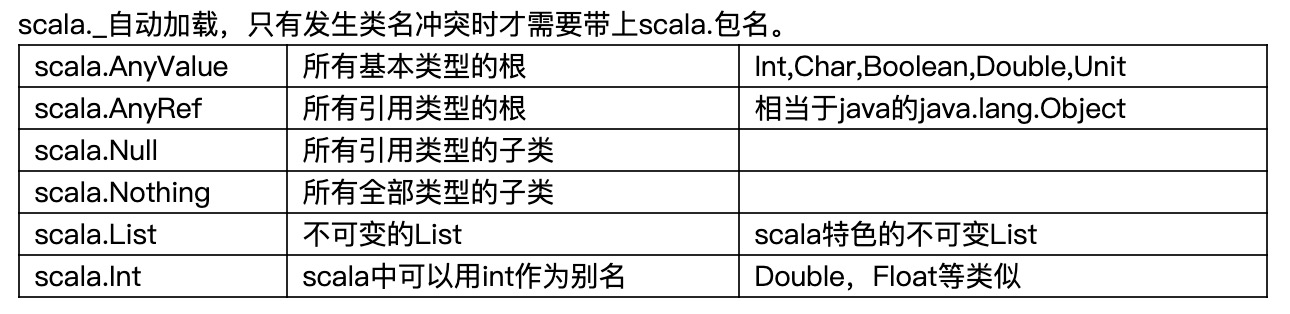 scala._自动加载，只有发生类名冲突时才需要带上scala.包名。
scala.AnyValue 所有基本类型的根 Int,Char,Boolean,Double,Unit
scala.AnyRef 所有引用类型的根 相当于java的java.lang.Object
scala.Null 所有引用类型的子类
scala.Nothing 所有全部类型的子类
scala.List 不可变的List scala特色的不可变List
scala.Int scala中可以用int作为别名 Double，Float等类似